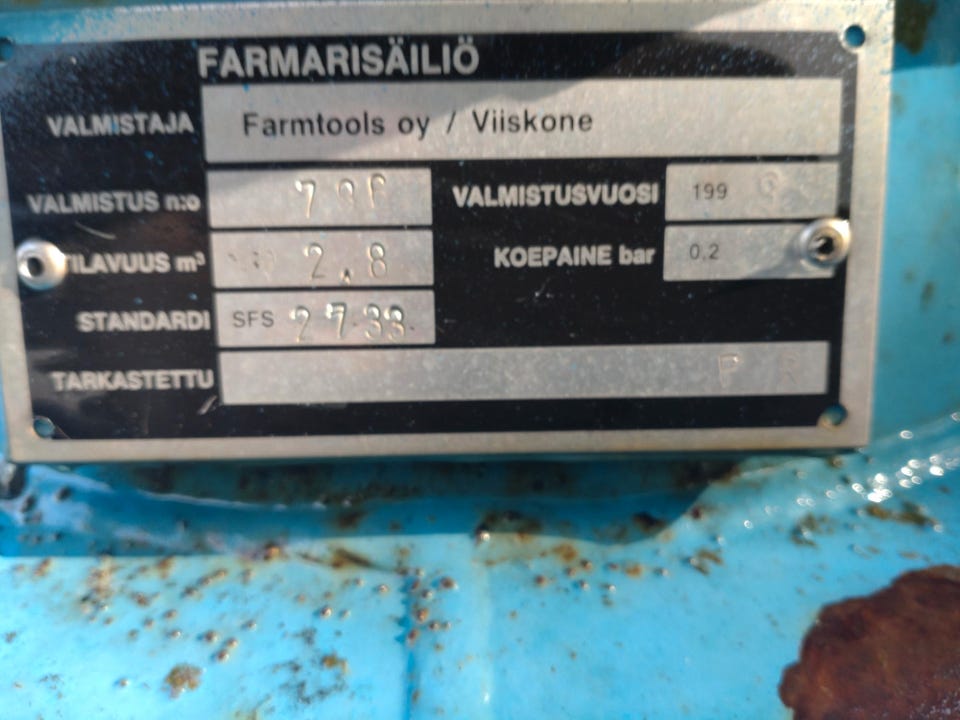 FARMARISÄILIÖ
VALMISTAJA Farmtools oy / Viiskone
VALMISTUS n:o VALMISTUSVUOSI 199
TILAVUUS m³ 2,8 KOEPAINE bar 0,2
STANDARDI SFS 2733
TARKASTETTU P R